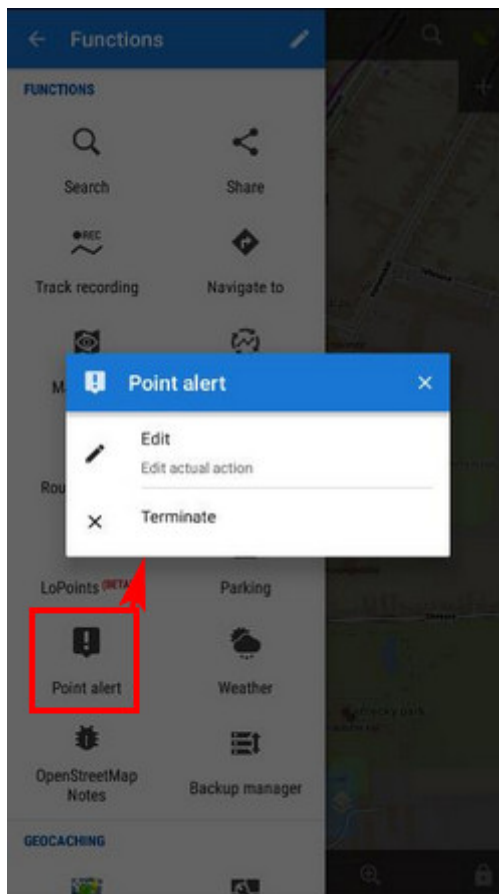 Functions
FUNCTIONS
Search
Share
REC
Track recording
Navigate to
M
Point alert
Edit
Edit actual action
Rou
Terminate
LoPoints (BETA
Parking
Point alert
Weather
OpenStreetMap
Notes
Backup manager
GEOCACHING